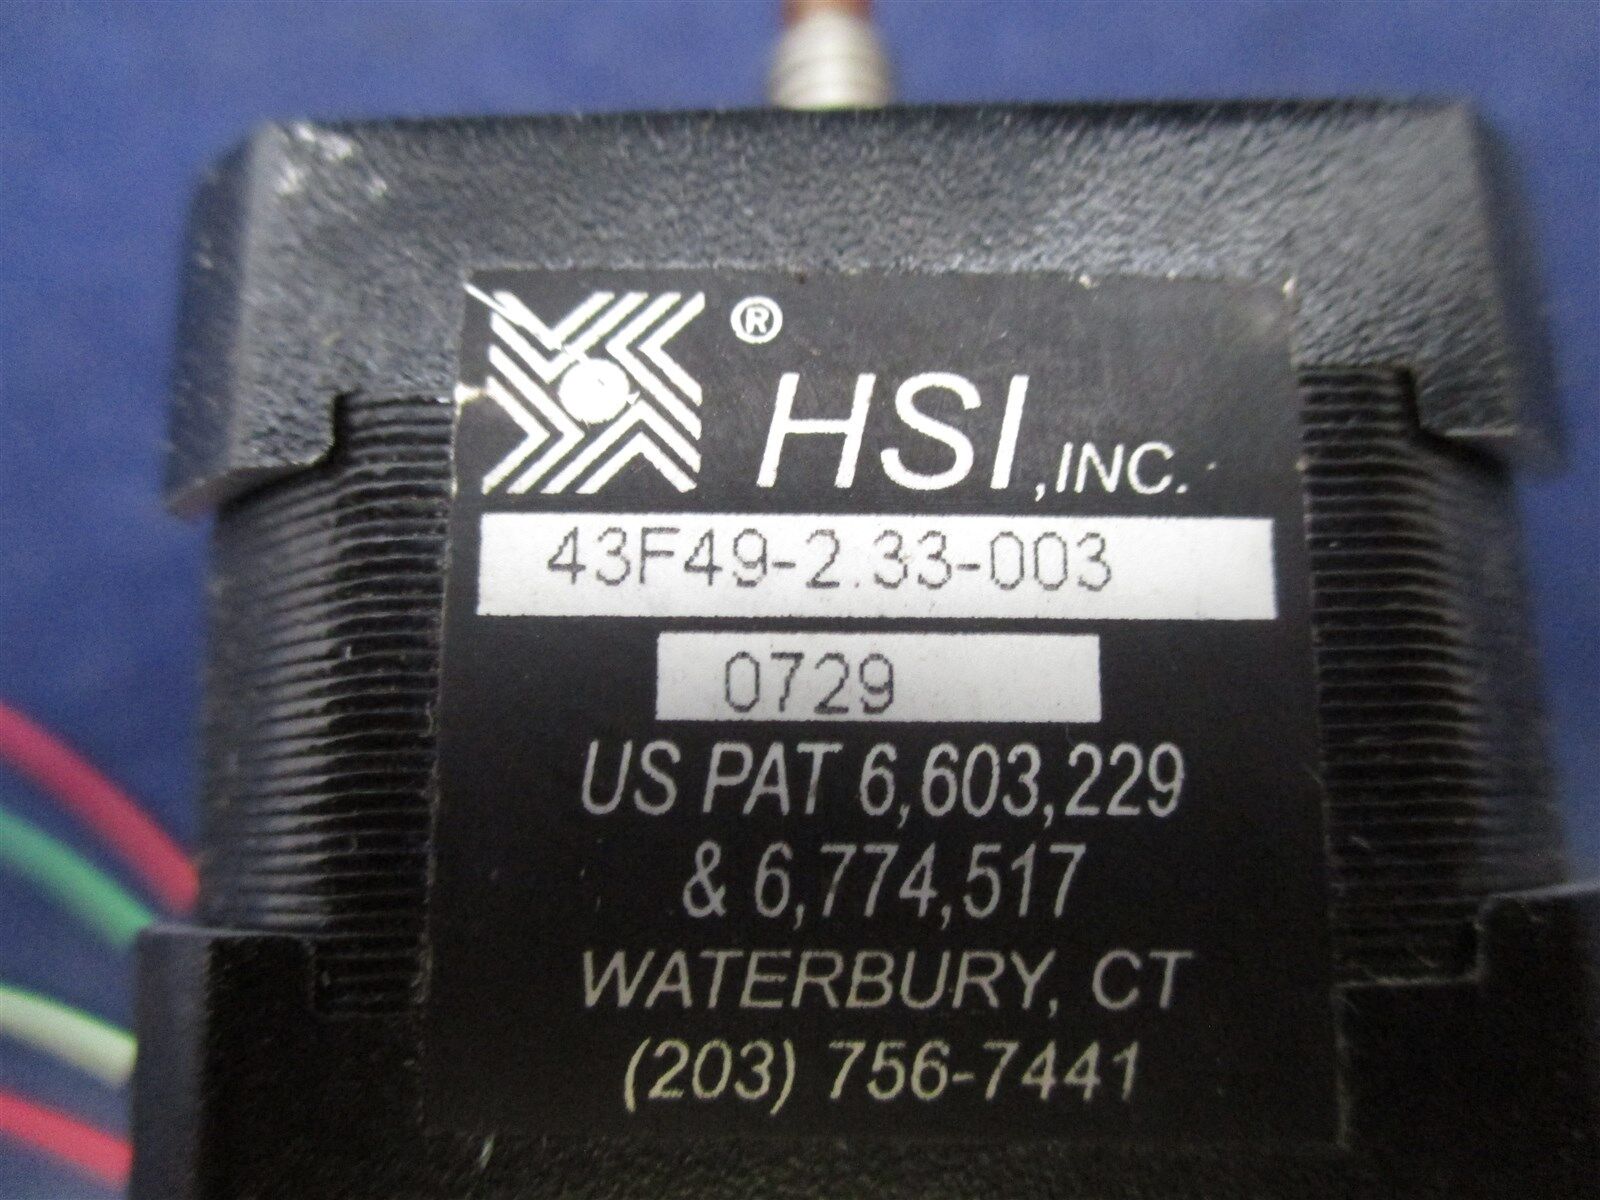 ®
HSI, INC.
43F49-2.33-003
0729
US PAT 6,603,229
& 6,774,517
WATERBURY, CT
(203) 756-7441